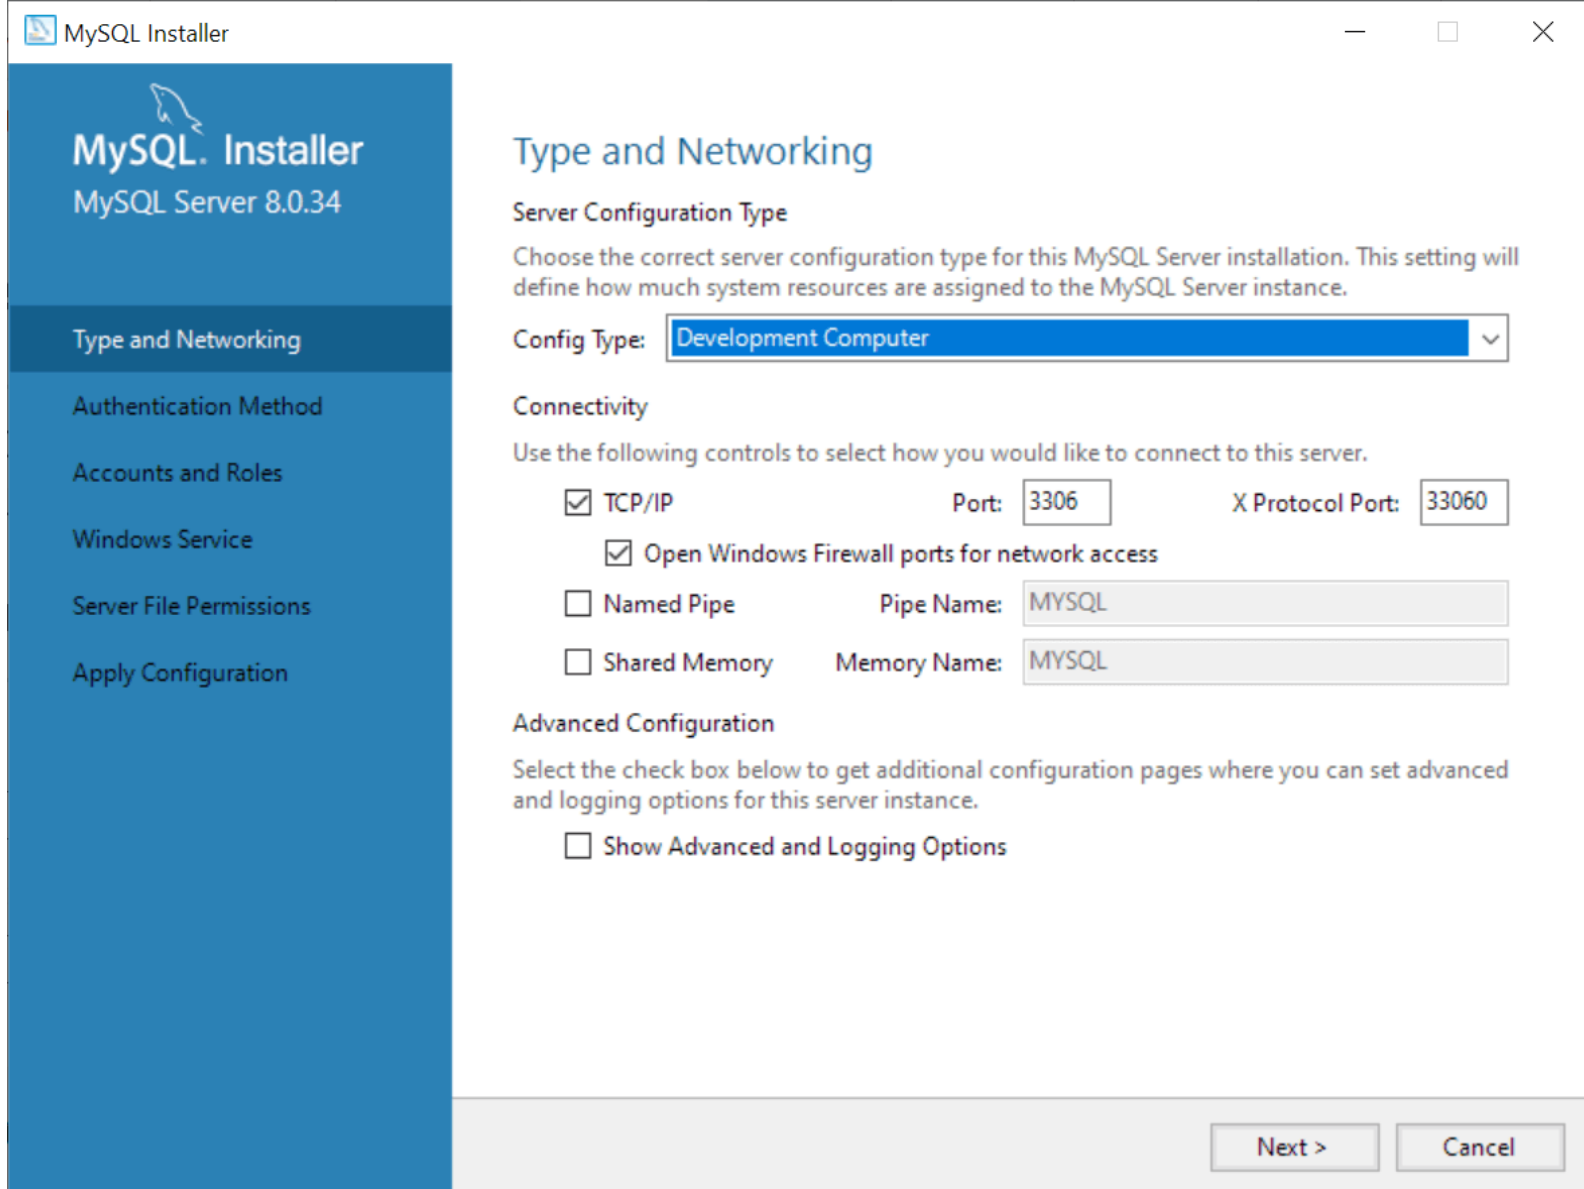 MySQL Installer
MySQL. Installer
MySQL Server 8.0.34
Type and Networking
Authentication Method
Accounts and Roles
Windows Service
Server File Permissions
Apply Configuration
Type and Networking
Server Configuration Type
Choose the correct server configuration type for this MySQL Server installation. This setting will
define how much system resources are assigned to the MySQL Server instance.
Config Type: Development Computer
Connectivity
Use the following controls to select how you would like to connect to this server.
TCP/IP Port: 3306 X Protocol Port: 33060
Open Windows Firewall ports for network access
Named Pipe Pipe Name: MYSQL
Shared Memory Memory Name: MYSQL
Advanced Configuration
Select the check box below to get additional configuration pages where you can set advanced
and logging options for this server instance.
Show Advanced and Logging Options
Next > Cancel